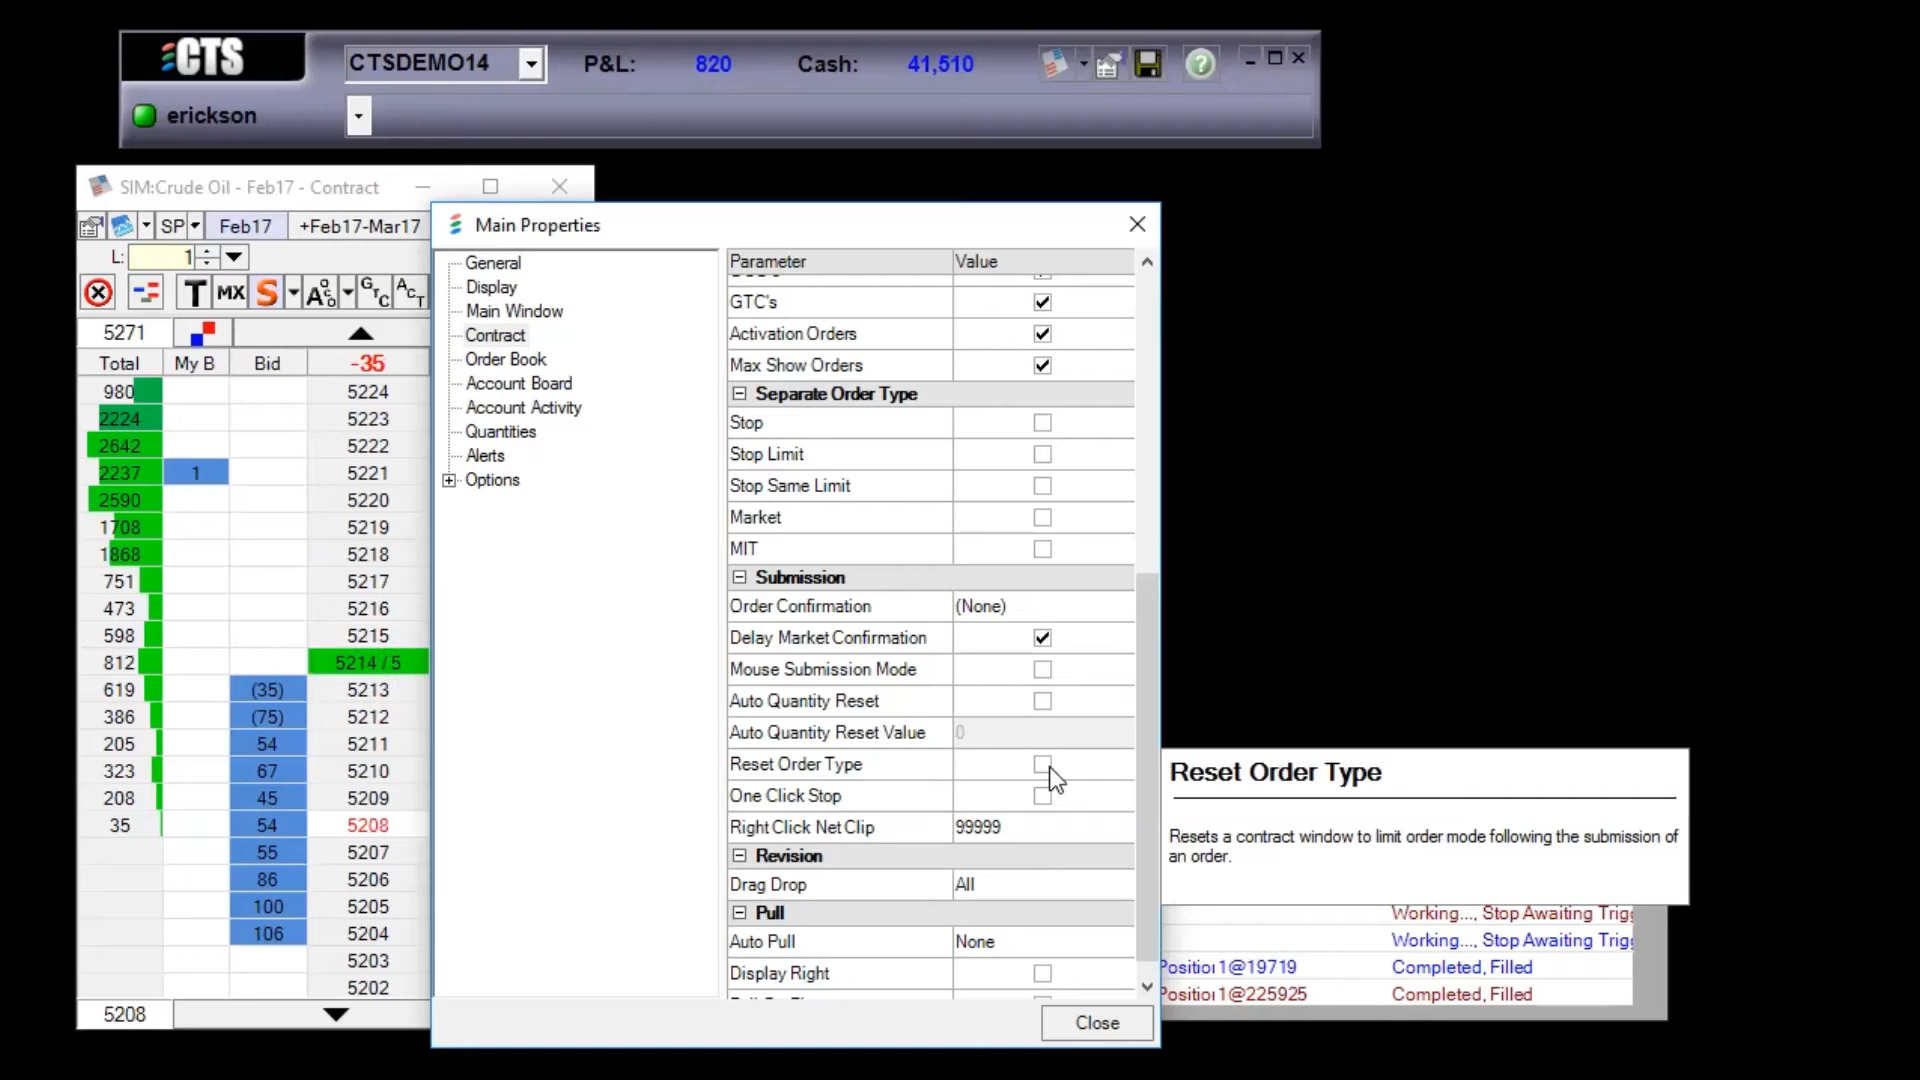 CTS
CTSDEMO14
P&L: 820 Cash: 41,510
erickson
SIM:Crude Oil - Feb17 - Contract
SP Feb17 +Feb17-Mar17
L: 1
T MX S
5271
Total My B Bid -35
980 5224
2224 5223
2642 5222
2237 1 5221
2590 5220
1708 5219
1868 5218
751 5217
473 5216
598 5215
812 5214 / 5
619 (35) 5213
386 (75) 5212
205 54 5211
323 67 5210
208 45 5209
35 54 5208
55 5207
86 5206
100 5205
106 5204
5203
5202
5208
Main Properties
General
Display
Main Window
Contract
Order Book
Account Board
Account Activity
Quantities
Alerts
Options
Parameter Value
GTC's
Activation Orders
Max Show Orders
Separate Order Type
Stop
Stop Limit
Stop Same Limit
Market
MIT
Submission
Order Confirmation (None)
Delay Market Confirmation
Mouse Submission Mode
Auto Quantity Reset
Auto Quantity Reset Value 0
Reset Order Type
One Click Stop
Right Click Net Clip 99999
Revision
Drag Drop All
Pull
Auto Pull None
Display Right
Close
Reset Order Type
Resets a contract window to limit order mode following the submission of
an order.
Working..., Stop Awaiting Trigg
Working..., Stop Awaiting Trigg
Position 1@19719 Completed, Filled
Position 1@225925 Completed, Filled